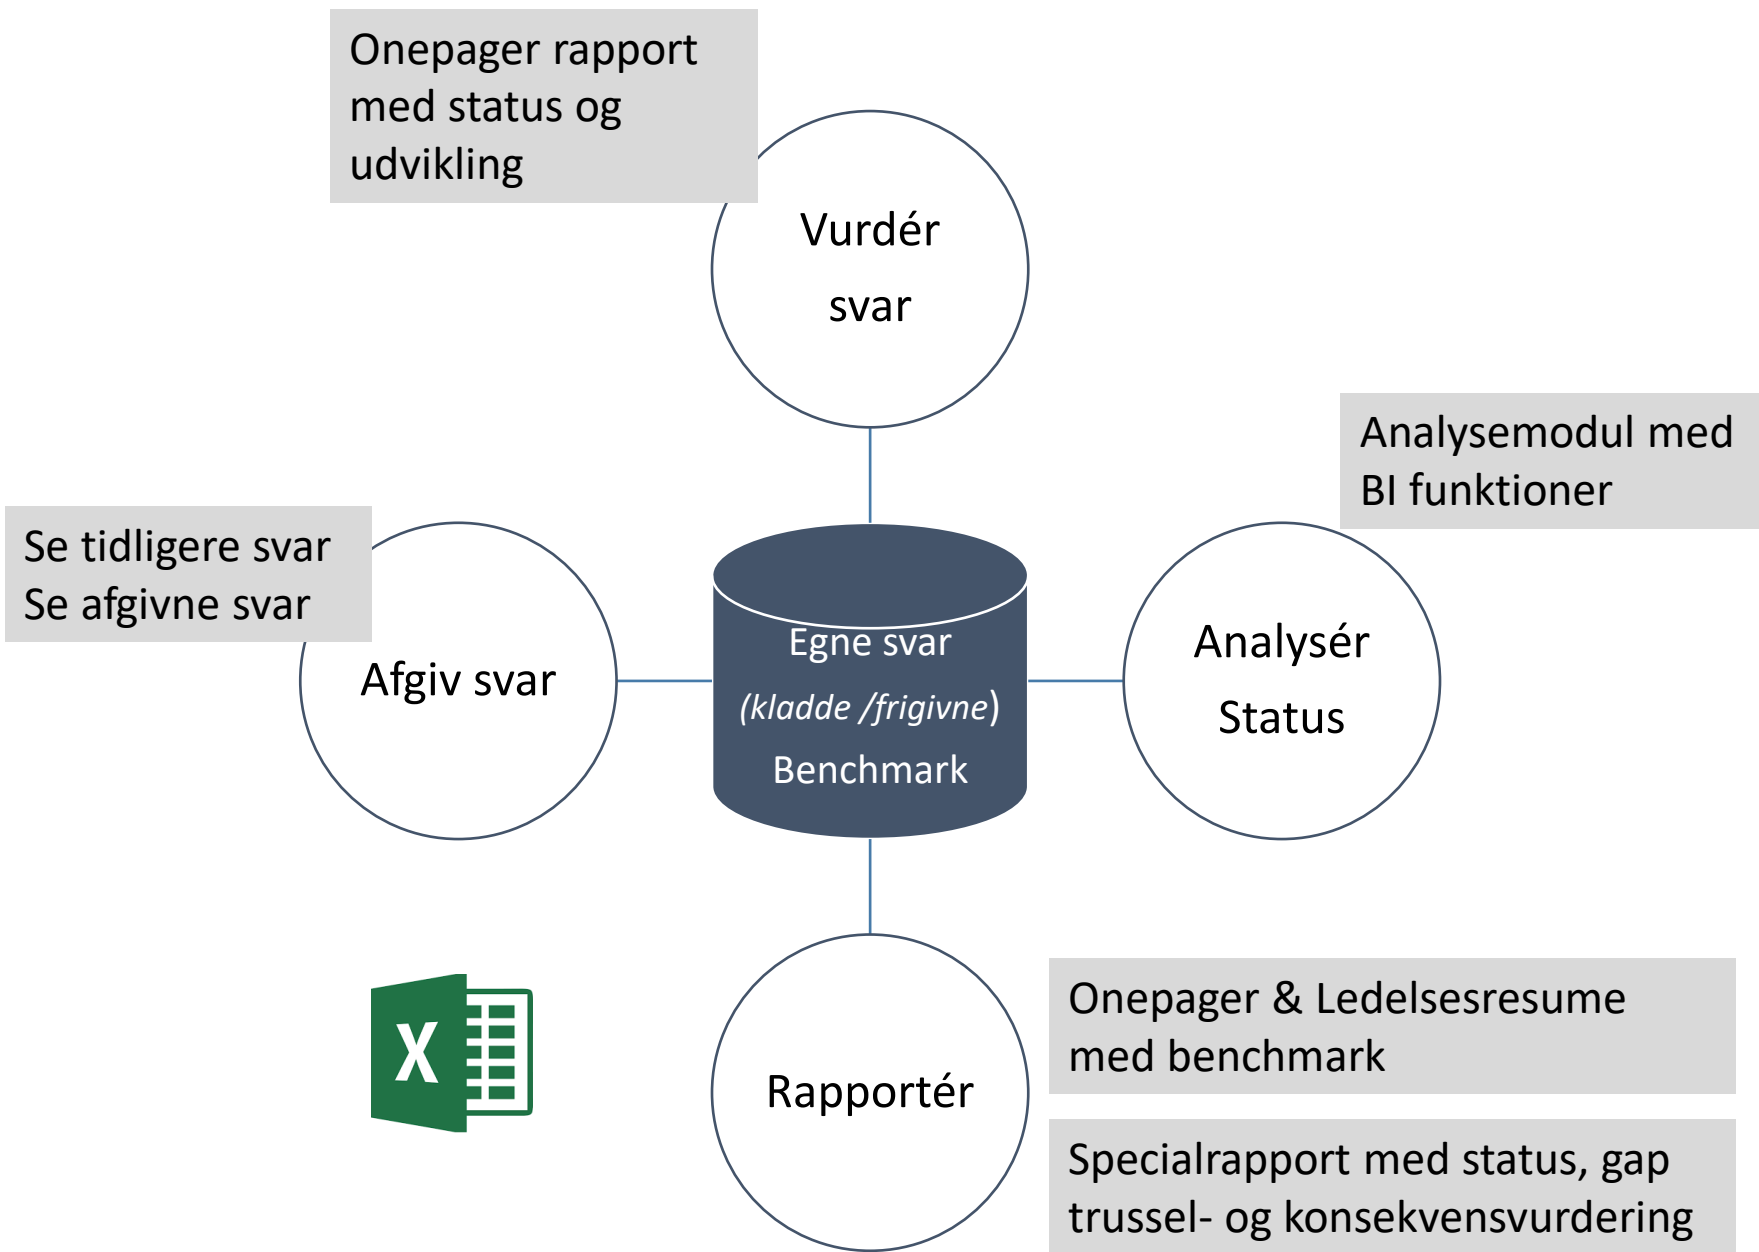 Onepager rapport
med status og
udvikling
Vurdér
svar
Analysemodul med
BI funktioner
Se tidligere svar
Se afgivne svar
Afgiv svar
Egne svar
(kladde /frigivne)
Benchmark
Analysér
Status
X
Rapportér
Onepager & Ledelsesresume
med benchmark
Specialrapport med status, gap
trussel- og konsekvensvurdering